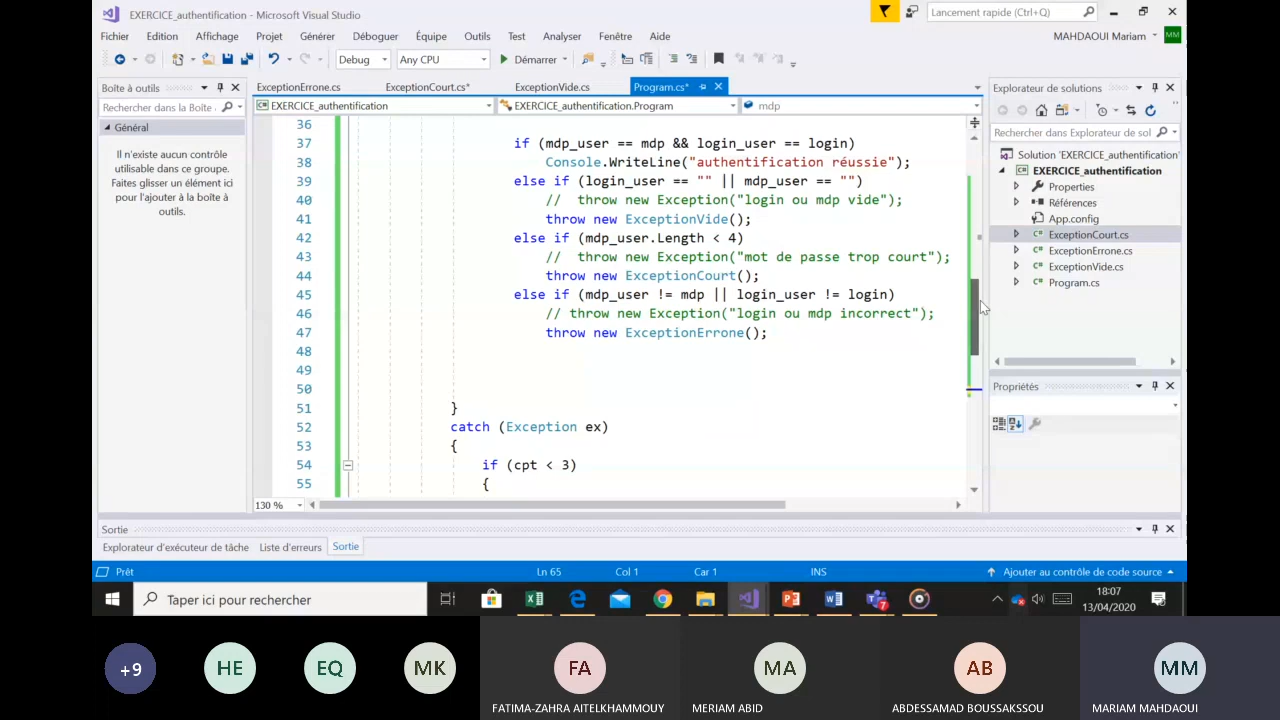 EXERCICE_authentification - Microsoft Visual Studio
Lancement rapide (Ctrl+Q)
Fichier Edition Affichage Projet Générer Déboguer Équipe Outils Test Analyser Fenêtre Aide
MAHDAOUI Mariam MM
Debug Any CPU Démarrer
Boîte à outils
ExceptionErrone.cs ExceptionCourt.cs* ExceptionVide.cs Program.cs*
Explorateur de solutions
Rechercher dans la Boîte
EXERCICE_authentification EXERCICE_authentification.Program mdp
Général
Il n'existe aucun contrôle
utilisable dans ce groupe.
Faites glisser un élément ici
pour l'ajouter à la boîte à
outils.
36
37 if (mdp_user == mdp && login_user == login)
38 Console.WriteLine("authentification réussie");
39 else if (login_user == "" || mdp_user == "")
40 // throw new Exception("login ou mdp vide");
41 throw new ExceptionVide();
42 else if (mdp_user.Length < 4)
43 // throw new Exception("mot de passe trop court");
44 throw new ExceptionCourt();
45 else if (mdp_user != mdp || login_user != login)
46 // throw new Exception("login ou mdp incorrect");
47 throw new ExceptionErrone();
48
49
50
51 }
52 catch (Exception ex)
53 {
54 if (cpt < 3)
55 {
130 %
Rechercher dans Explorateur de sol
Solution "EXERCICE_authentification"
EXERCICE_authentification
Properties
Références
App.config
ExceptionCourt.cs
ExceptionErrone.cs
ExceptionVide.cs
Program.cs
Propriétés
Sortie
Explorateur d'exécuteur de tâche Liste d'erreurs Sortie
Prêt Ln 65 Col 1 Car 1 INS Ajouter au contrôle de code source
Taper ici pour rechercher
7
18:07
13/04/2020
+9 HE EQ MK FA MA AB MM
FATIMA-ZAHRA AITELKHAMMOUY MERIAM ABID ABDESSAMAD BOUSSAKSSOU MARIAM MAHDAOUI